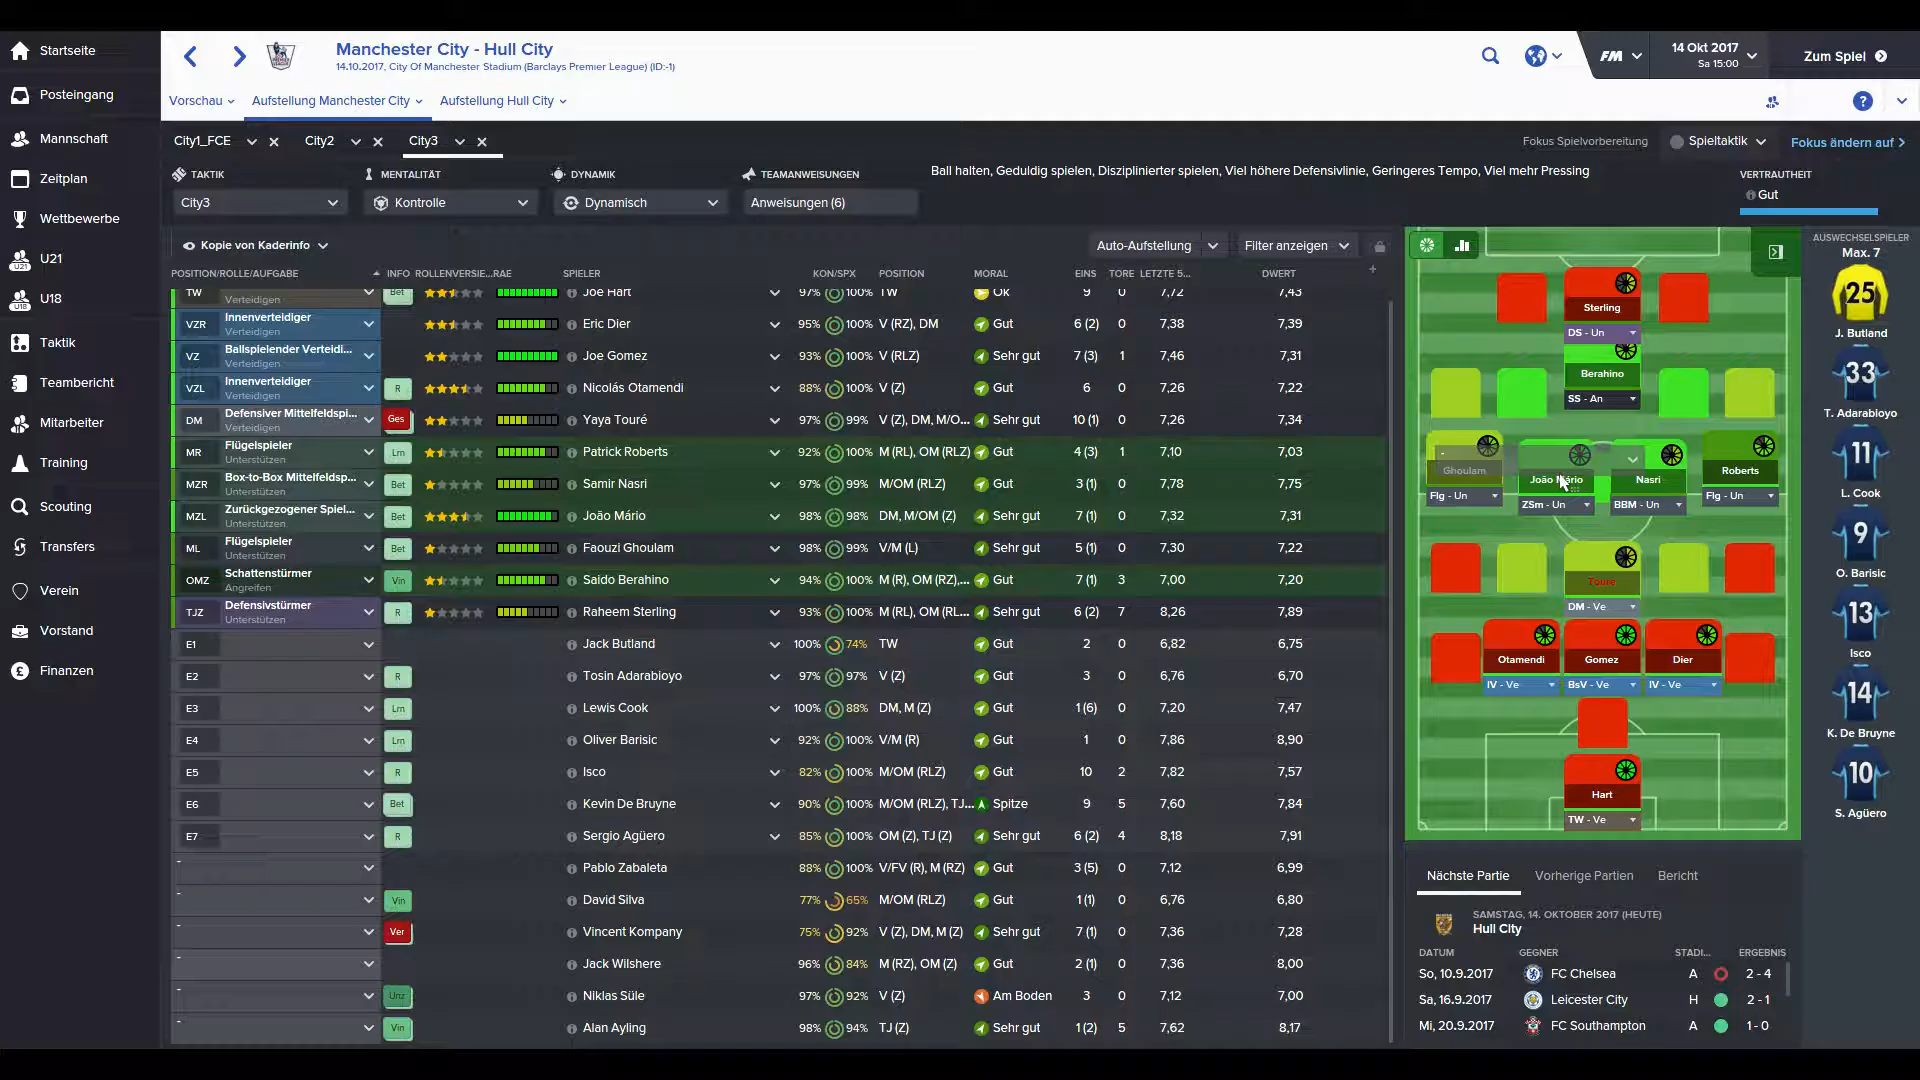 Startseite
Posteingang
Mannschaft
Zeitplan
Wettbewerbe
U21
U21
U18
U18
Taktik
Teambericht
Mitarbeiter
Training
Scouting
Transfers
Verein
Vorstand
Finanzen
Manchester City - Hull City
14.10.2017, City Of Manchester Stadium (Barclays Premier League) (ID:-1)
FM
14 Okt 2017
Sa 15:00
Zum Spiel
Vorschau
Aufstellung Manchester City
Aufstellung Hull City
?
City1_FCE
City2
City3
Fokus Spielvorbereitung
Spieltaktik
Fokus ändern auf >
TAKTIK
MENTALITÄT
DYNAMIK
TEAMANWEISUNGEN
City3
Kontrolle
Dynamisch
Anweisungen (6)
Ball halten, Geduldig spielen, Disziplinierter spielen, Viel höhere Defensivlinie, Geringeres Tempo, Viel mehr Pressing
VERTRAUTHEIT
Gut
Kopie von Kaderinfo
Auto-Aufstellung
Filter anzeigen
POSITION/ROLLE/AUFGABE INFO ROLLENVERSIE... RAE SPIELER KON/SPX POSITION MORAL EINS TORE LETZTE 5... DWERT +
TW Verteidigen Bet Joe Hart 97% 100% TW Ok 9 0 7,72 7,43
VZR Innenverteidiger Verteidigen Eric Dier 95% 100% V (RZ), DM Gut 6 (2) 0 7,38 7,39
VZ Ballspielender Verteidi... Verteidigen Joe Gomez 93% 100% V (RLZ) Sehr gut 7 (3) 1 7,46 7,31
VZL Innenverteidiger Verteidigen R Nicolás Otamendi 88% 100% V (Z) Gut 6 0 7,26 7,22
DM Defensiver Mittelfeldspi... Verteidigen Ges Yaya Touré 97% 99% V (Z), DM, M/O... Sehr gut 10 (1) 0 7,26 7,34
MR Flügelspieler Unterstützen Lrn Patrick Roberts 92% 100% M (RL), OM (RLZ) Gut 4 (3) 1 7,10 7,03
MZR Box-to-Box Mittelfeldsp... Unterstützen Bet Samir Nasri 90% 100% M/OM (RLZ) Gut 3 (1) 0 7,78 7,75
MZL Zurückgezogener Spiel... Unterstützen Bet João Mário 98% 98% DM, M/OM (Z) Sehr gut 7 (1) 0 7,32 7,31
ML Flügelspieler Unterstützen Bet Faouzi Ghoulam 98% 99% V/M (L) Sehr gut 5 (1) 0 7,30 7,22
OMZ Schattenstürmer Angreifen Vin Saido Berahino 94% 100% M (R), OM (RZ),... Gut 7 (1) 3 7,00 7,20
TJZ Defensivstürmer Unterstützen R Raheem Sterling 93% 100% M (RL), OM (RL... Sehr gut 6 (2) 7 8,26 7,89
E1 Jack Butland 100% 74% TW Gut 2 0 6,82 6,75
E2 R Tosin Adarabioyo 97% 97% V (Z) Gut 3 0 6,76 6,70
E3 Lrn Lewis Cook 100% 88% DM, M (Z) Gut 1 (6) 0 7,20 7,47
E4 Lrn Oliver Barisic 92% 100% V/M (R) Gut 1 0 7,86 8,90
E5 R Isco 82% 100% M/OM (RLZ) Gut 10 2 7,82 7,57
E6 Bet Kevin De Bruyne 90% 100% M/OM (RLZ), TJ... Spitze 9 5 7,60 7,84
E7 R Sergio Agüero 85% 100% OM (Z), TJ (Z) Sehr gut 6 (2) 4 8,18 7,91
- Pablo Zabaleta 88% 100% V/FV (R), M (RZ) Gut 3 (5) 0 7,12 6,99
- Vin David Silva 77% 65% M/OM (RLZ) Gut 1 (1) 0 6,76 6,80
- Ver Vincent Kompany 75% 92% V (Z), DM, M (Z) Sehr gut 7 (1) 0 7,36 7,28
- Jack Wilshere 96% 84% M (RZ), OM (Z) Gut 2 (1) 0 7,36 8,00
- Unz Niklas Süle 97% 92% V (Z) Am Boden 3 0 7,12 7,00
- Vin Alan Ayling 98% 94% TJ (Z) Sehr gut 1 (2) 5 7,62 8,17
Sterling
DS - Un
Berahino
SS - An
-
Ghoulam
João Mário
Nasri
Roberts
Flg - Un
ZSm - Un
BBM - Un
Flg - Un
Touré
DM - Ve
Otamendi
Gomez
Dier
IV - Ve
BsV - Ve
IV - Ve
Hart
TW - Ve
AUSWECHSELSPIELER
Max. 7
25
J. Butland
33
T. Adarabioyo
11
L. Cook
9
O. Barisic
13
Isco
14
K. De Bruyne
10
S. Agüero
Nächste Partie
Vorherige Partien
Bericht
SAMSTAG, 14. OKTOBER 2017 (HEUTE)
Hull City
DATUM GEGNER STADI... ERGEBNIS
So, 10.9.2017 FC Chelsea A 2 - 4
Sa, 16.9.2017 Leicester City H 2 - 1
Mi, 20.9.2017 FC Southampton A 1 - 0